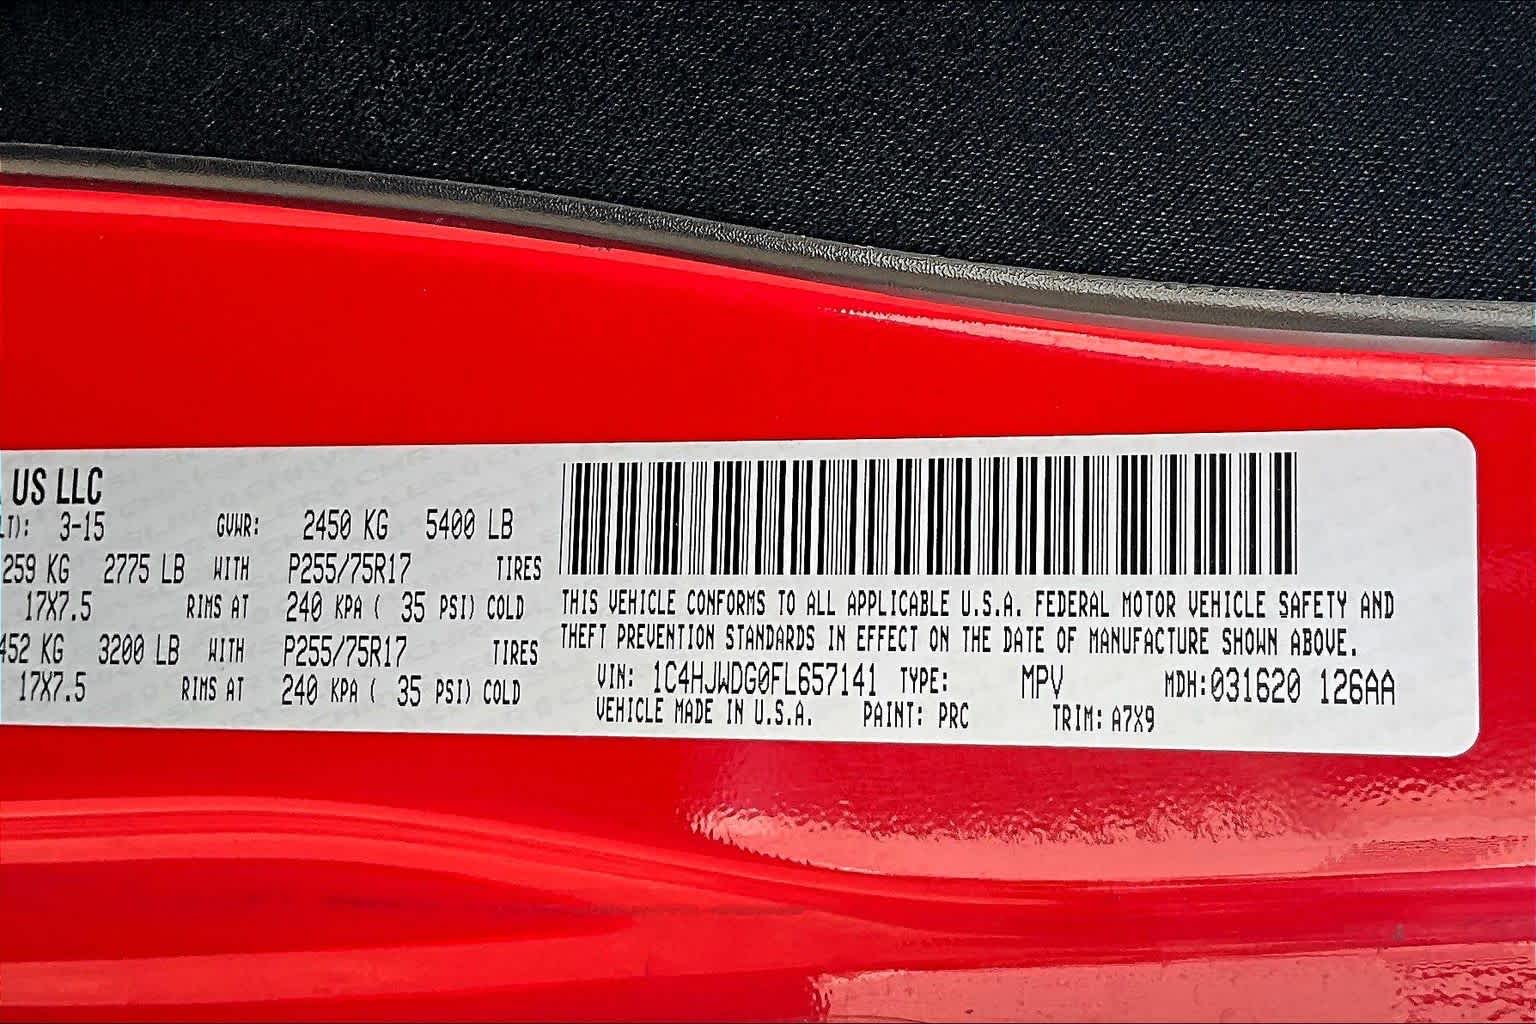 US LLC
LT): 3-15 GVWR: 2450 KG 5400 LB
259 KG 2775 LB WITH P255/75R17 TIRES
17X7.5 RIMS AT 240 KPA ( 35 PSI) COLD
452 KG 3200 LB WITH P255/75R17 TIRES
17X7.5 RIMS AT 240 KPA ( 35 PSI) COLD
THIS VEHICLE CONFORMS TO ALL APPLICABLE U.S.A. FEDERAL MOTOR VEHICLE SAFETY AND
THEFT PREVENTION STANDARDS IN EFFECT ON THE DATE OF MANUFACTURE SHOWN ABOVE.
VIN: 1C4HJWDG0FL657141 TYPE: MPV MDH:031620 126AA
VEHICLE MADE IN U.S.A. PAINT: PRC TRIM: A7X9